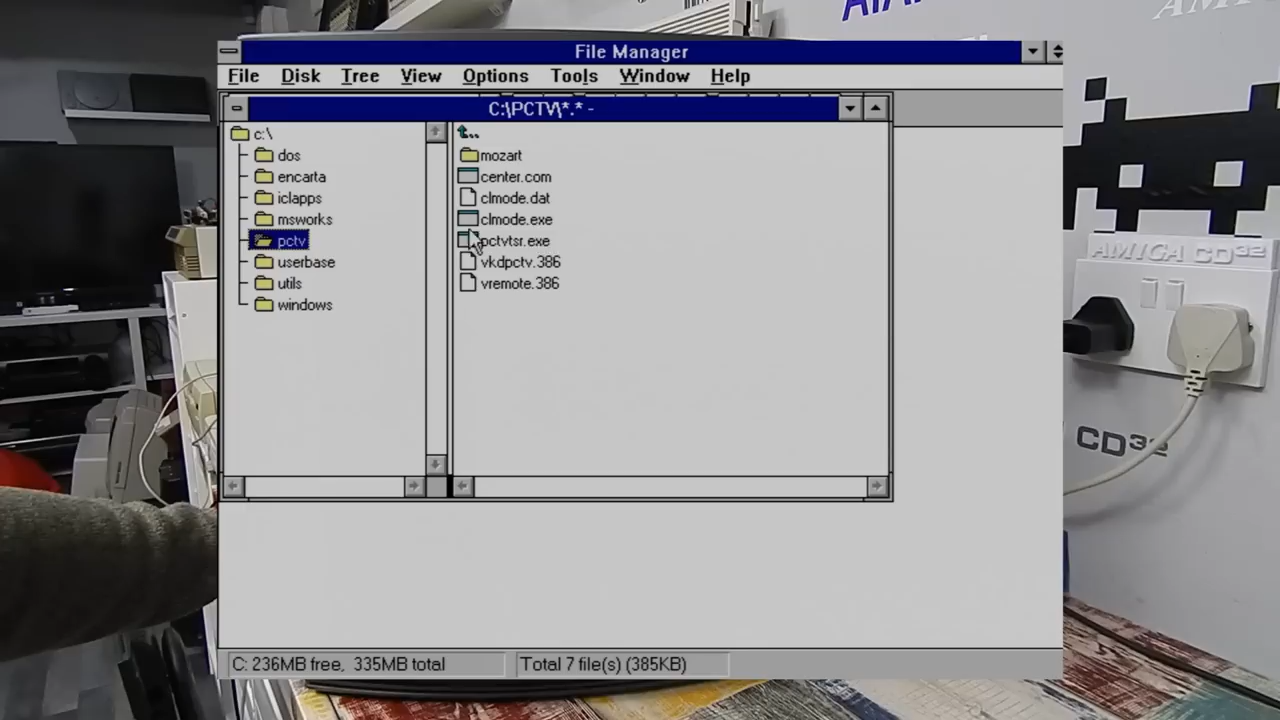 File Manager
File Disk Tree View Options Tools Window Help
C:\PCTV\*.* -
c:\
dos
encarta
iclapps
msworks
pctv
userbase
utils
windows
..
mozart
center.com
clmode.dat
clmode.exe
pctvtsr.exe
vkdpctv.386
vremote.386
C: 236MB free, 335MB total
Total 7 file(s) (385KB)
AMIGA CD32
CD32